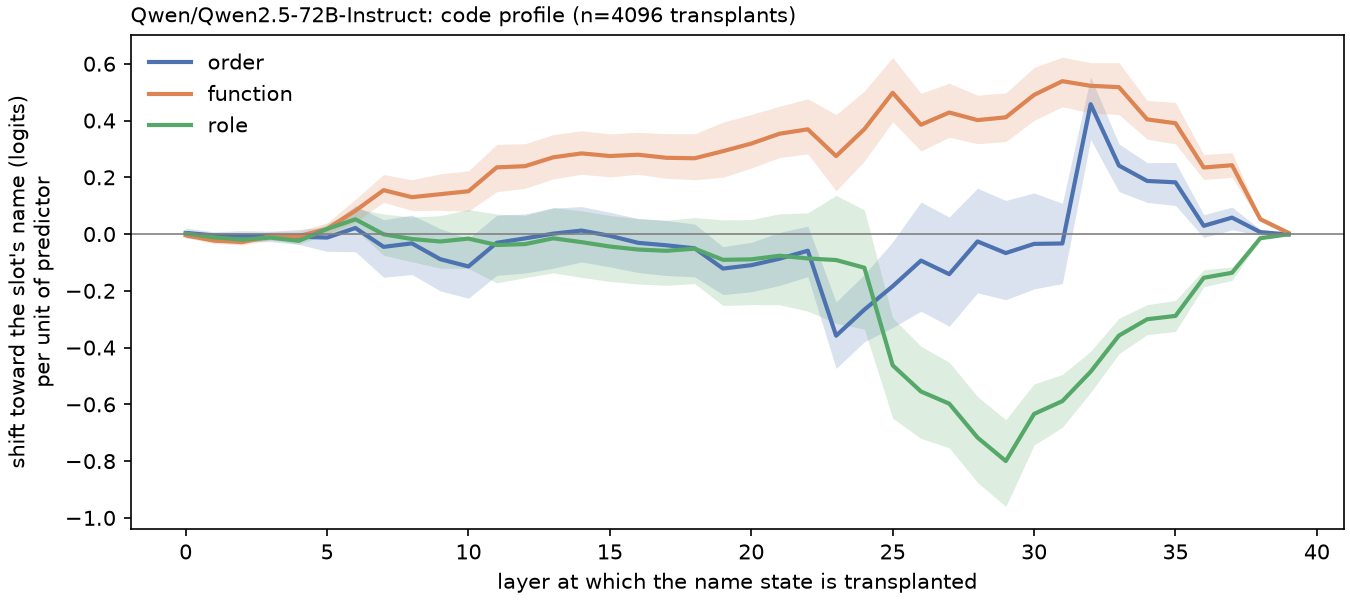 Qwen/Qwen2.5-72B-Instruct: code profile (n=4096 transplants)
order
function
role
shift toward the slot's name (logits)
per unit of predictor
0.6
0.4
0.2
0.0
−0.2
−0.4
−0.6
−0.8
−1.0
0 5 10 15 20 25 30 35 40
layer at which the name state is transplanted